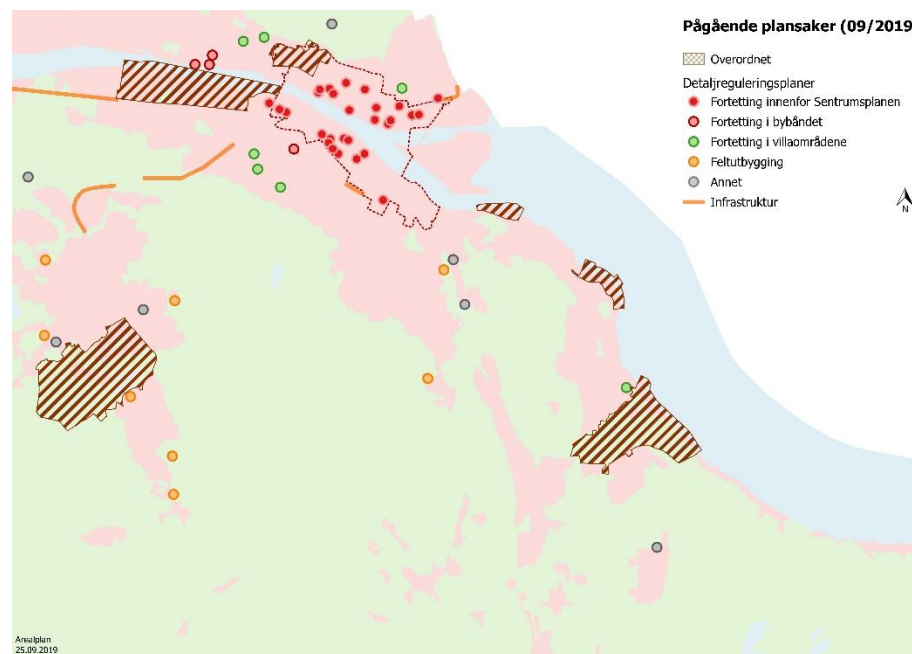 Pågående plansaker (09/2019
Overordnet
Detaljreguleringsplaner
Fortetting innenfor Sentrumsplanen
Fortetting i bybåndet
Fortetting i villaområdene
Feltutbygging
Annet
Infrastruktur
N
Arealplan
25.09.2019